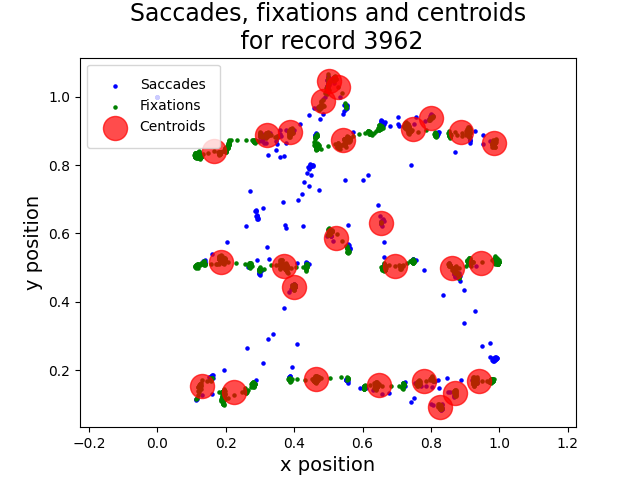 Saccades, fixations and centroids
for record 3962
Saccades
Fixations
Centroids
y position
1.0
0.8
0.6
0.4
0.2
−0.2
0.0
0.2
0.4
0.6
0.8
1.0
1.2
x position